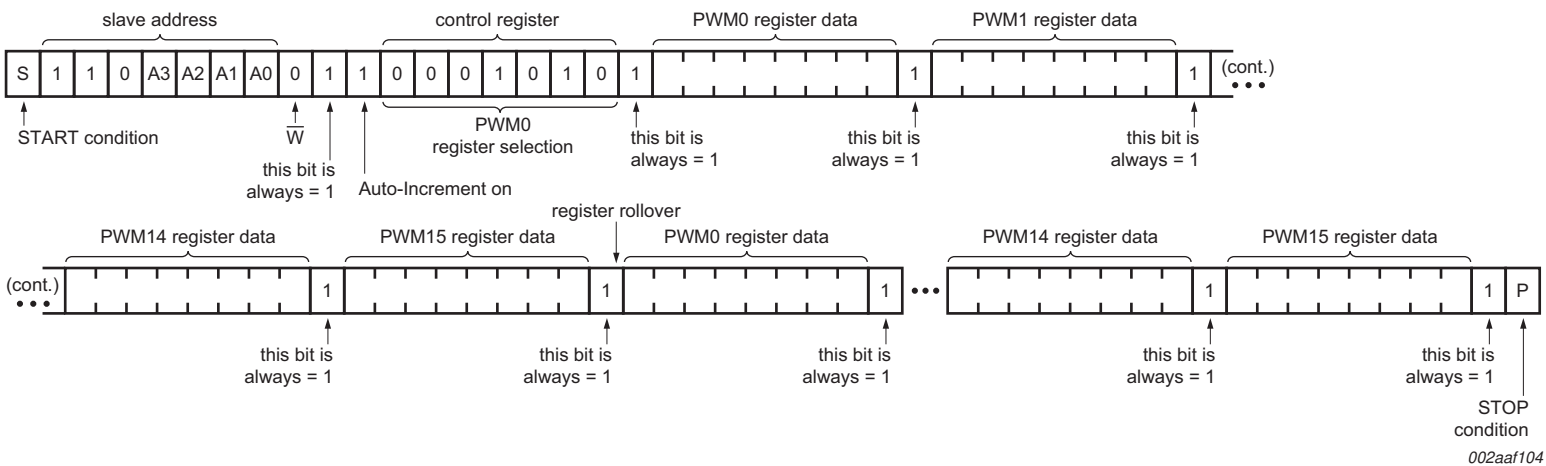 slave address control register PWM0 register data PWM1 register data
S 1 1 0 A3 A2 A1 A0 0 1 1 0 0 0 1 0 1 0 1 1 1 (cont.)
START condition W̅ PWM0 this bit is this bit is this bit is
register selection always = 1 always = 1 always = 1
this bit is
always = 1 Auto-Increment on
register rollover
PWM14 register data PWM15 register data PWM0 register data PWM14 register data PWM15 register data
(cont.) 1 1 1 1 1 P
this bit is this bit is this bit is this bit is this bit is
always = 1 always = 1 always = 1 always = 1 always = 1
STOP
condition
002aaf104